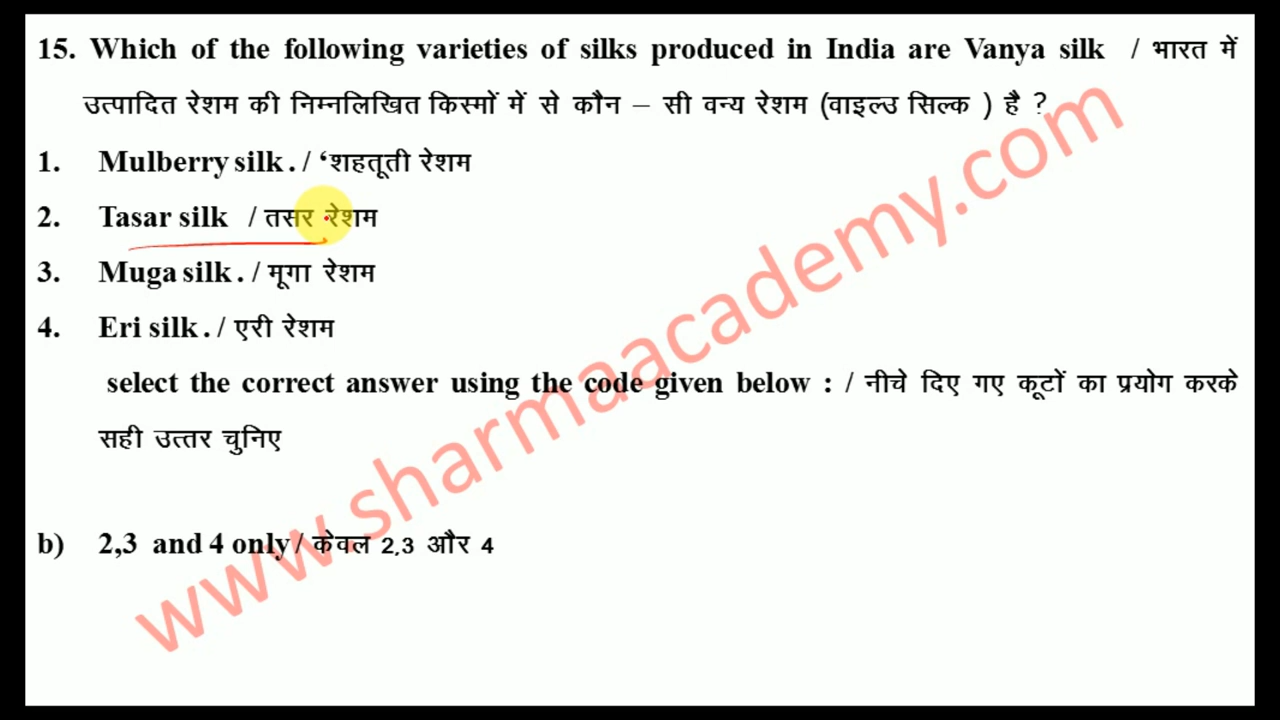 15. Which of the following varieties of silks produced in India are Vanya silk / भारत में
उत्पादित रेशम की निम्नलिखित किस्मों में से कौन – सी वन्य रेशम (वाइल्उ सिल्क ) है ?
1. Mulberry silk . / ‘शहतूती रेशम
2. Tasar silk / तसर रेशम
3. Muga silk . / मूगा रेशम
4. Eri silk . / एरी रेशम
select the correct answer using the code given below : / नीचे दिए गए कूटों का प्रयोग करके
सही उत्तर चुनिए
b) 2,3 and 4 only / केवल 2,3 और 4
www.sharmaacademy.com